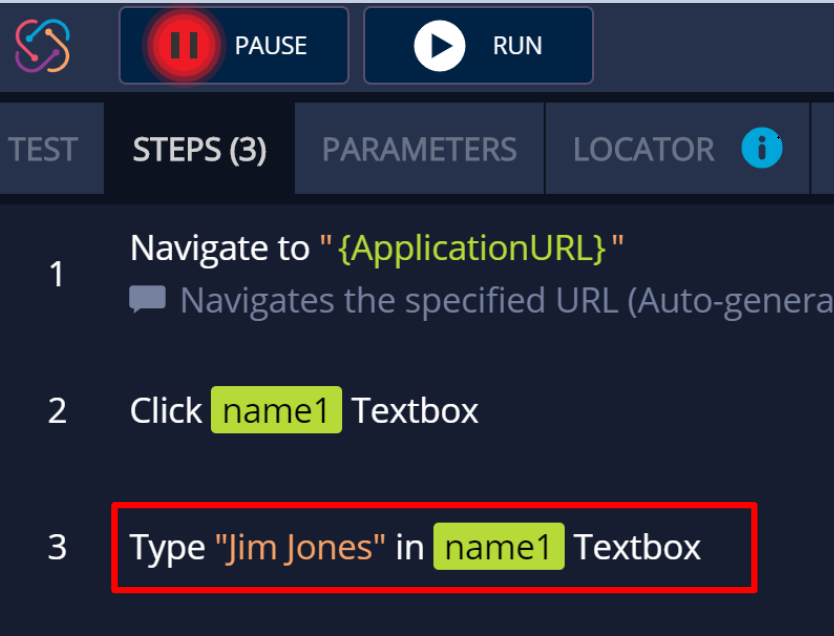 PAUSE RUN
TEST STEPS (3) PARAMETERS LOCATOR
1
Navigate to "{ApplicationURL}"
Navigates the specified URL (Auto-genera
2 Click name1 Textbox
3 Type "Jim Jones" in name1 Textbox